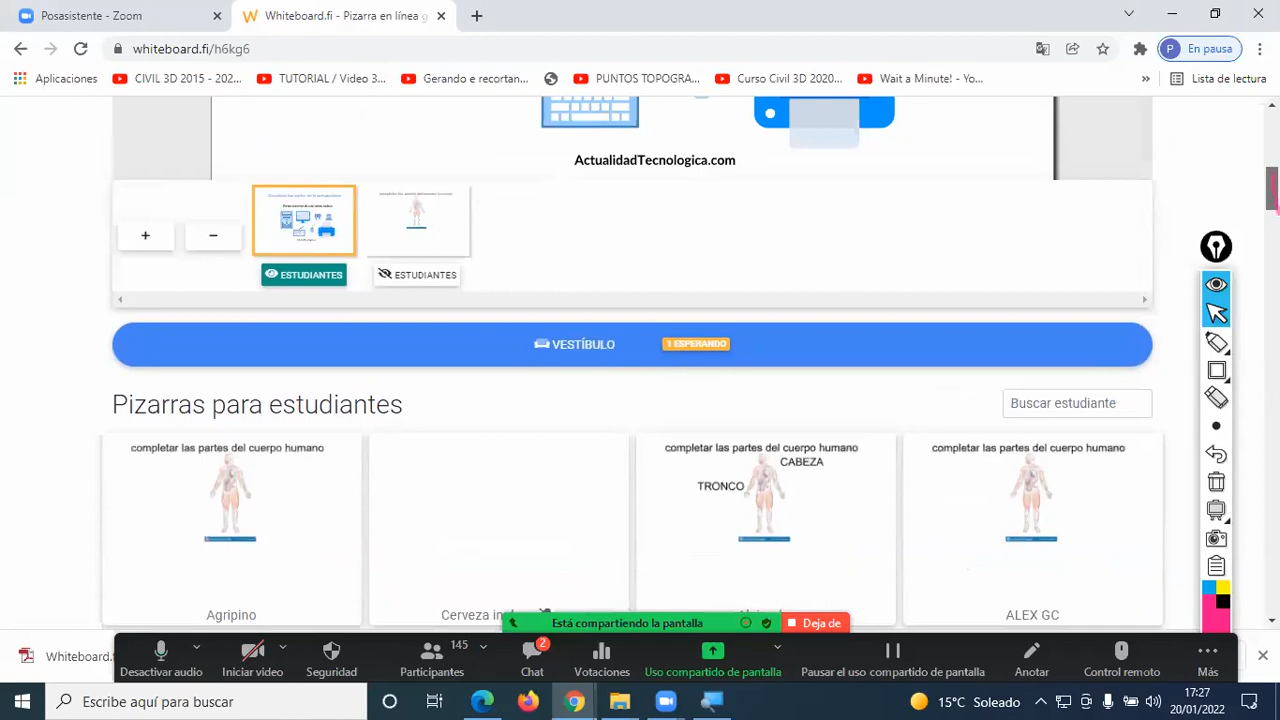 Posasistente - Zoom
Whiteboard.fi - Pizarra en línea g
whiteboard.fi/h6kg6
En pausa
Aplicaciones
CIVIL 3D 2015 - 202...
TUTORIAL / Video 3...
Gerando e recortan...
PUNTOS TOPOGRA...
Curso Civil 3D 2020...
Wait a Minute! - Yo...
Lista de lectura
ActualidadTecnologica.com
+
−
ESTUDIANTES
ESTUDIANTES
VESTÍBULO
1 ESPERANDO
Pizarras para estudiantes
Buscar estudiante
completar las partes del cuerpo humano
completar las partes del cuerpo humano
CABEZA
TRONCO
completar las partes del cuerpo humano
Agripino
ALEX GC
Está compartiendo la pantalla
Deja de
Whiteboard.
145
2
Desactivar audio
Iniciar video
Seguridad
Participantes
Chat
Votaciones
Uso compartido de pantalla
Pausar el uso compartido de pantalla
Anotar
Control remoto
Más
Escribe aquí para buscar
15°C Soleado
17:27
20/01/2022